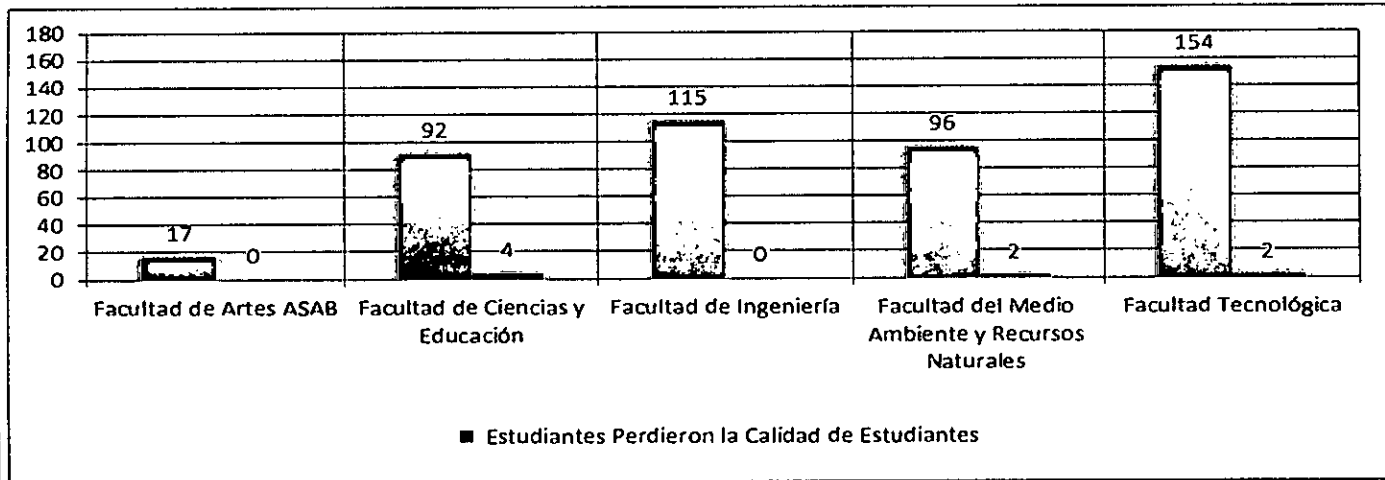 180
160
140
120
100
80
60
40
20
0
17
0
92
4
115
0
96
2
154
2
Facultad de Artes ASAB
Facultad de Ciencias y
Educación
Facultad de Ingeniería
Facultad del Medio
Ambiente y Recursos
Naturales
Facultad Tecnológica
■ Estudiantes Perdieron la Calidad de Estudiantes